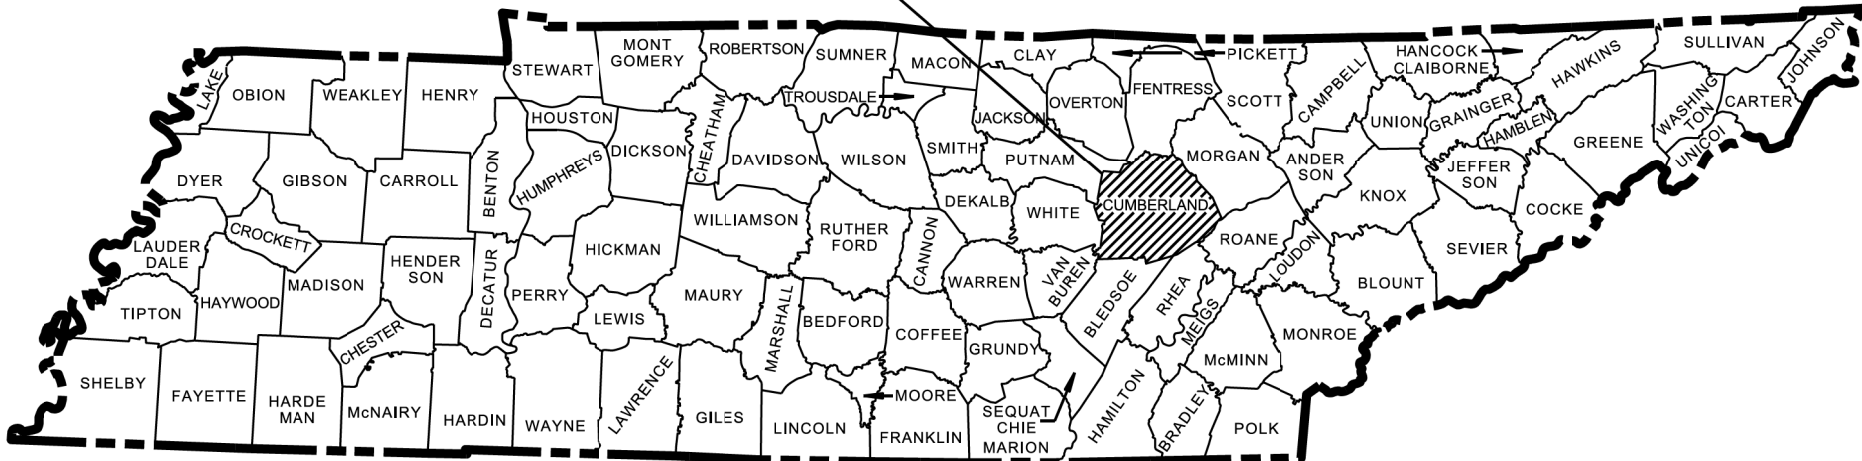 STEWART
MONT
GOMERY
ROBERTSON
SUMNER
MACON
CLAY
PICKETT
HANCOCK
CLAIBORNE
HAWKINS
SULLIVAN
JOHNSON
LAKE
OBION
WEAKLEY
HENRY
HOUSTON
CHEATHAM
TROUSDALE
JACKSON
OVERTON
FENTRESS
SCOTT
CAMPBELL
UNION
GRAINGER
HAMBLEN
WASHING
TON
CARTER
UNICOI
GREENE
DYER
GIBSON
CARROLL
BENTON
HUMPHREYS
DICKSON
DAVIDSON
WILSON
SMITH
PUTNAM
MORGAN
ANDER
SON
KNOX
JEFFER
SON
COCKE
LAUDER
DALE
CROCKETT
HENDER
SON
DECATUR
HICKMAN
WILLIAMSON
RUTHER
FORD
CANNON
DEKALB
WHITE
CUMBERLAND
ROANE
LOUDON
BLOUNT
SEVIER
TIPTON
HAYWOOD
MADISON
CHESTER
PERRY
LEWIS
MAURY
MARSHALL
BEDFORD
COFFEE
WARREN
VAN
BUREN
BLEDSOE
RHEA
MEIGS
McMINN
MONROE
SHELBY
FAYETTE
HARDE
MAN
McNAIRY
HARDIN
WAYNE
LAWRENCE
GILES
LINCOLN
MOORE
FRANKLIN
GRUNDY
SEQUAT
CHIE
MARION
HAMILTON
BRADLEY
POLK